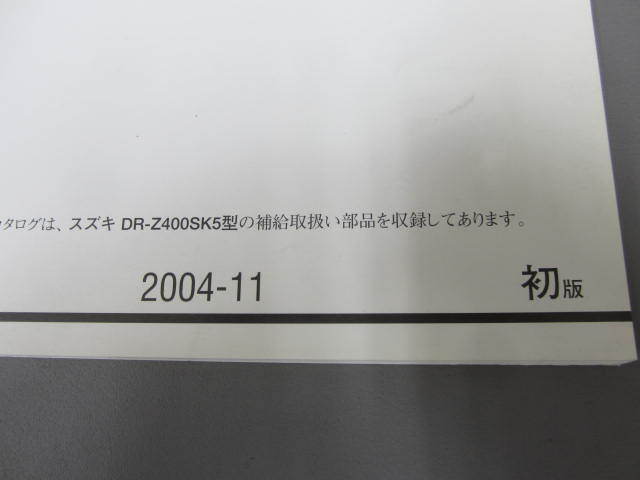 タログは、スズキ DR-Z400SK5型の補給取扱い部品を収録してあります。
2004-11 初版